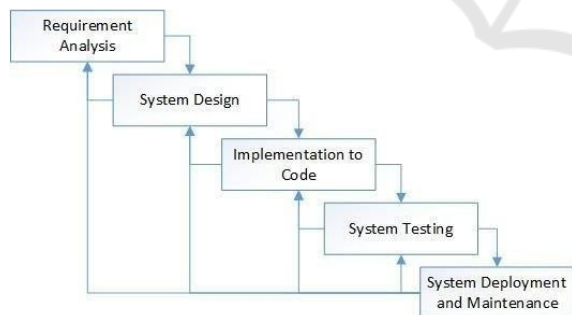 Requirement
Analysis
System Design
Implementation to
Code
System Testing
System Deployment
and Maintenance